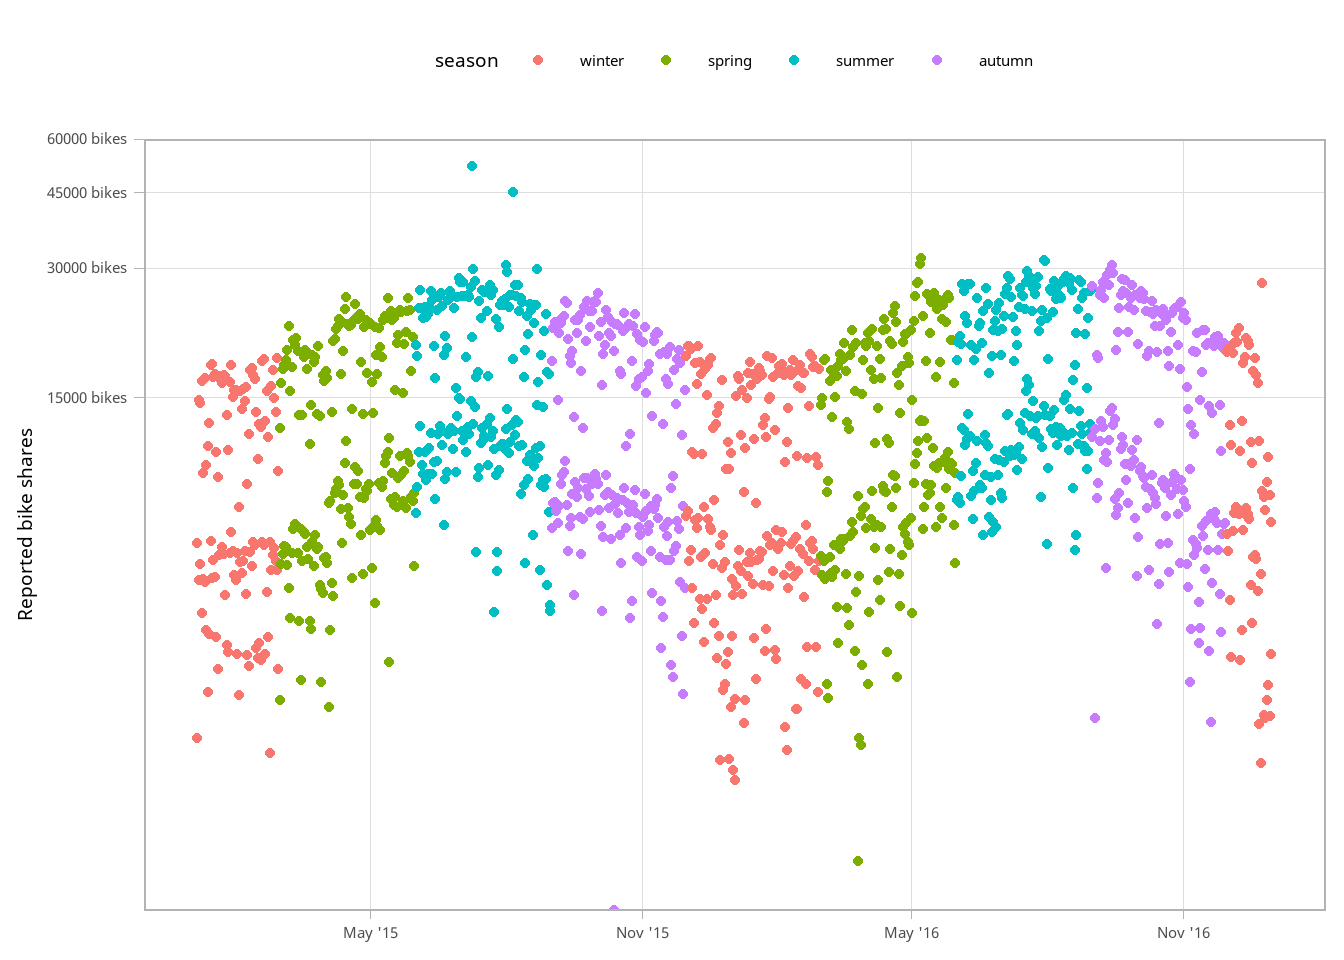 season winter spring summer autumn
60000 bikes
45000 bikes
30000 bikes
15000 bikes
Reported bike shares
May '15 Nov '15 May '16 Nov '16